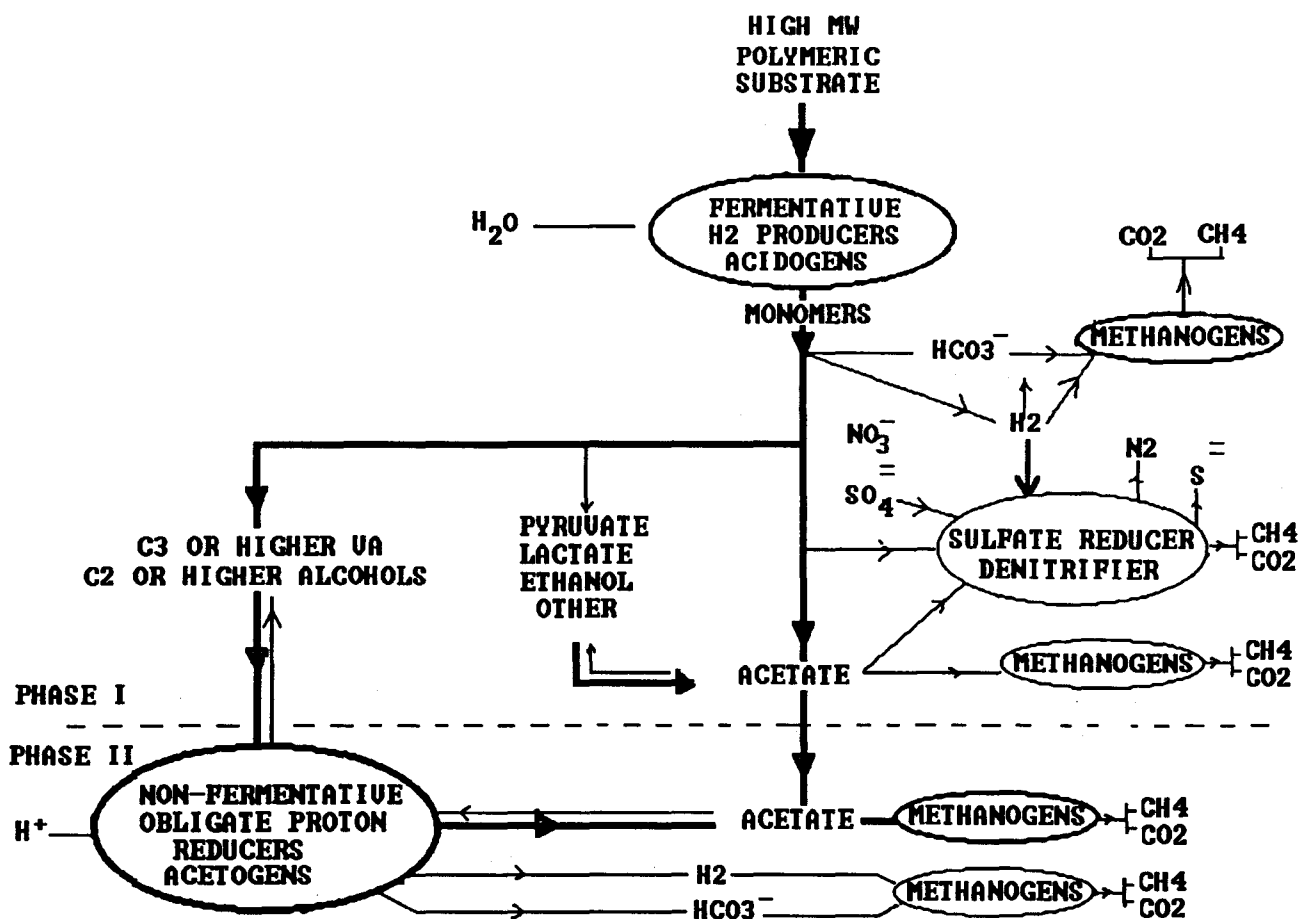 HIGH MW
POLYMERIC
SUBSTRATE
H2O
FERMENTATIVE
H2 PRODUCERS
ACIDOGENS
CO2 CH4
MONOMERS
HCO3⁻
METHANOGENS
H2
NO3⁻
SO4=
N2
S=
C3 OR HIGHER VA
C2 OR HIGHER ALCOHOLS
PYRUVATE
LACTATE
ETHANOL
OTHER
SULFATE REDUCER
DENITRIFIER
CH4
CO2
ACETATE
METHANOGENS
CH4
CO2
PHASE I
PHASE II
H+
NON-FERMENTATIVE
OBLIGATE PROTON
REDUCERS
ACETOGENS
ACETATE
METHANOGENS
CH4
CO2
H2
HCO3⁻
METHANOGENS
CH4
CO2